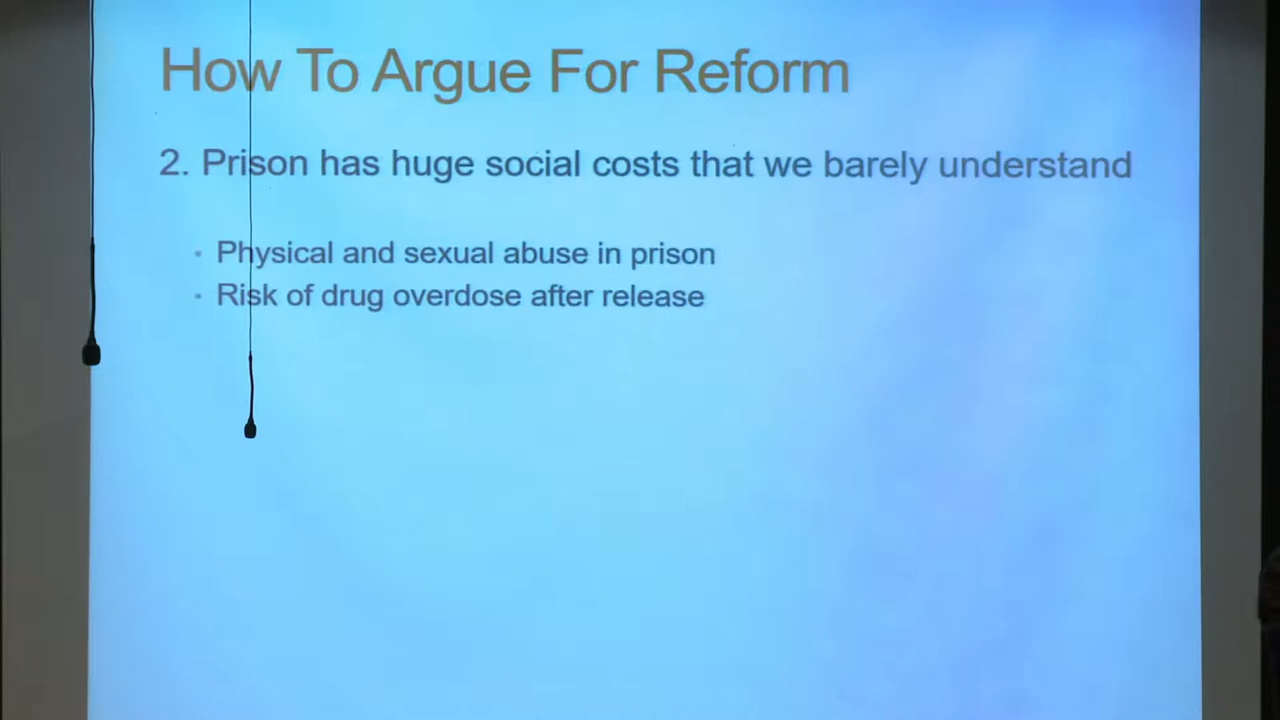 How To Argue For Reform
2. Prison has huge social costs that we barely understand
• Physical and sexual abuse in prison
• Risk of drug overdose after release